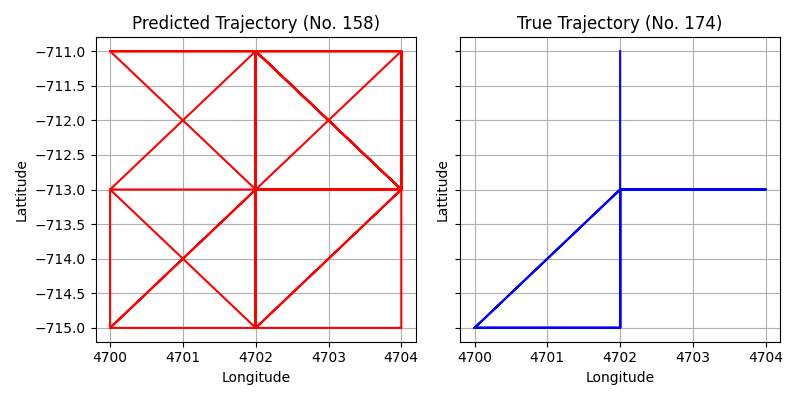 Predicted Trajectory (No. 158)
True Trajectory (No. 174)
−711.0
−711.5
−712.0
−712.5
−713.0
−713.5
−714.0
−714.5
−715.0
Lattitude
Lattitude
4700 4701 4702 4703 4704
4700 4701 4702 4703 4704
Longitude
Longitude